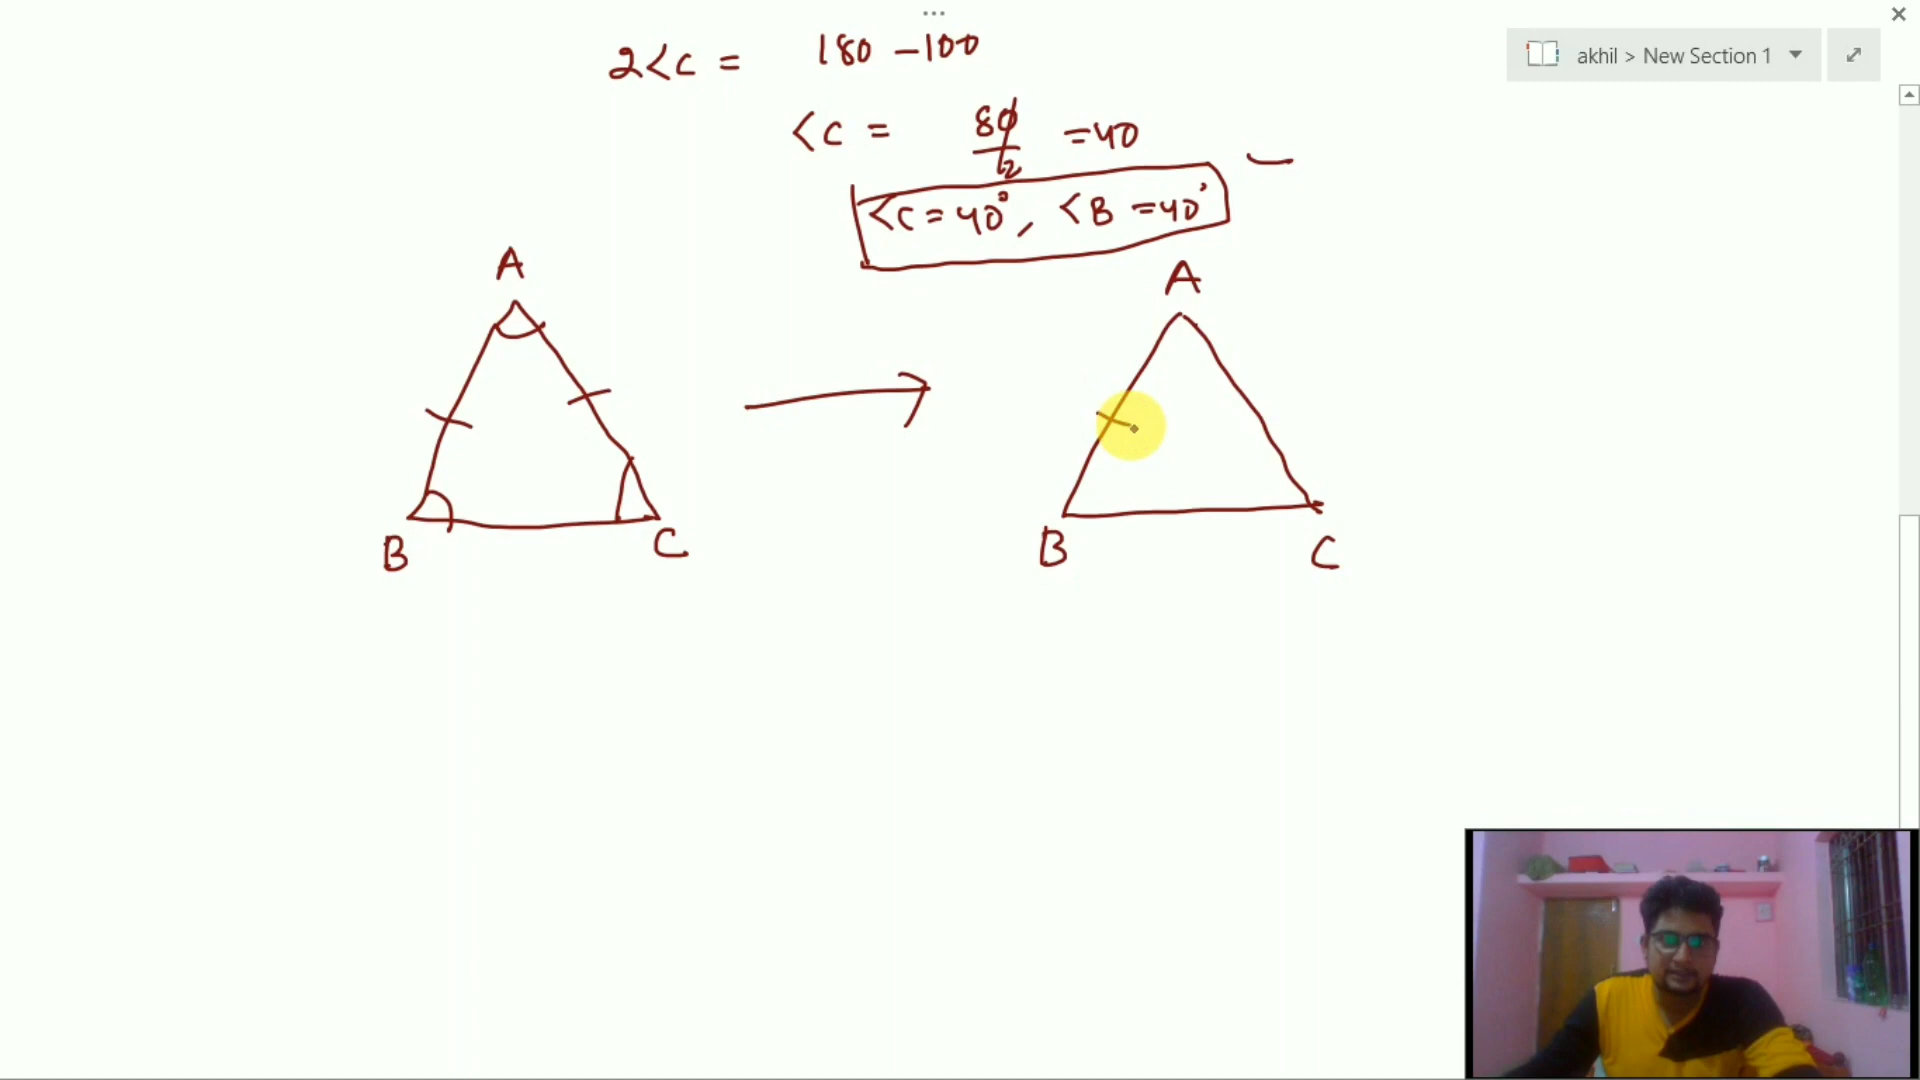 akhil > New Section 1
2<C = 180 - 100
<C = 80/2 = 40
<C = 40°, <B = 40°
A
A
B
C
B
C